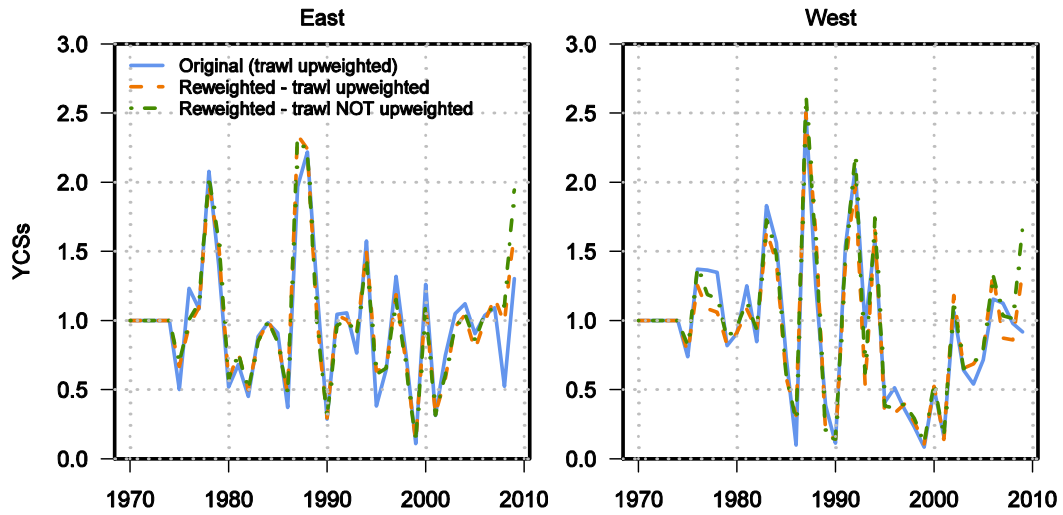 East
West
3.0
2.5
2.0
1.5
1.0
0.5
0.0
YCSs
Original (trawl upweighted)
Reweighted - trawl upweighted
Reweighted - trawl NOT upweighted
1970 1980 1990 2000 2010
3.0
2.5
2.0
1.5
1.0
0.5
0.0
1970 1980 1990 2000 2010